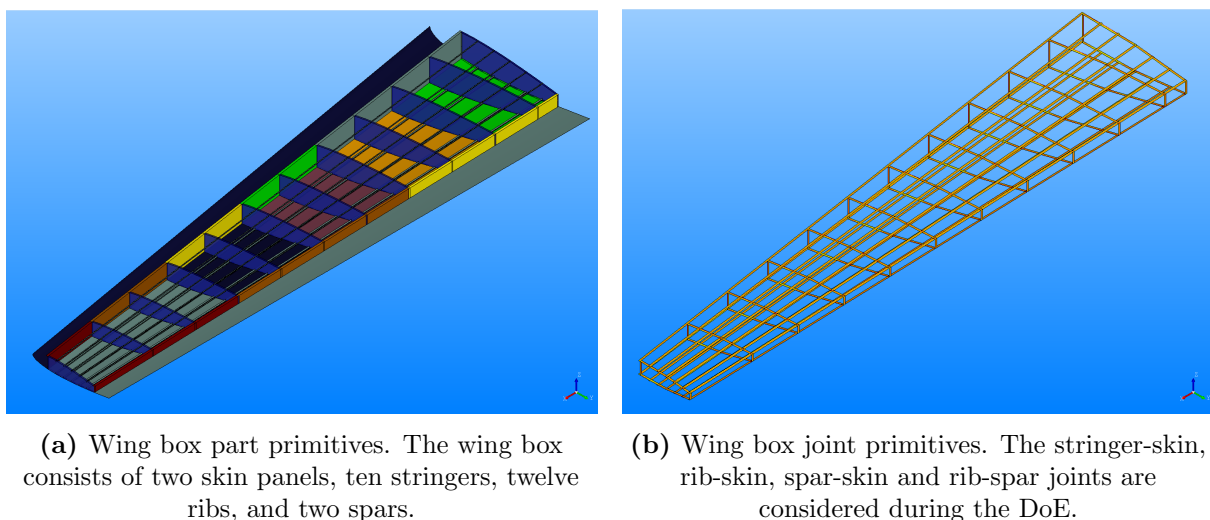 (a) Wing box part primitives. The wing box
consists of two skin panels, ten stringers, twelve
ribs, and two spars.
(b) Wing box joint primitives. The stringer-skin,
rib-skin, spar-skin and rib-spar joints are
considered during the DoE.